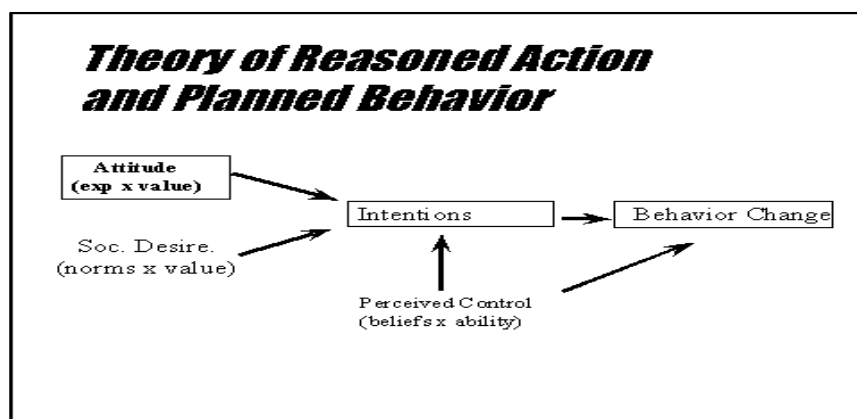 Theory of Reasoned Action
and Planned Behavior
Attitude
(exp x value)
Intentions
Behavior Change
Soc. Desire.
(norms x value)
Perceived Control
(beliefs x ability)